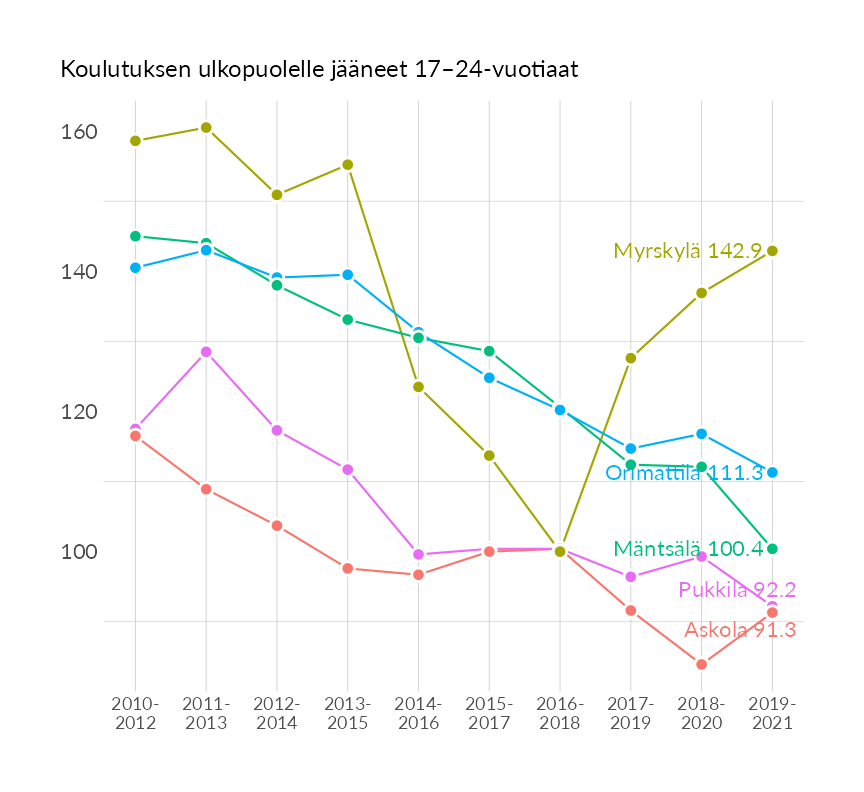 Koulutuksen ulkopuolelle jääneet 17–24-vuotiaat
160
140
120
100
Myrskylä 142.9
Orimattila 111.3
Mäntsälä 100.4
Pukkila 92.2
Askola 91.3
2010- 2011- 2012- 2013- 2014- 2015- 2016- 2017- 2018- 2019-
2012 2013 2014 2015 2016 2017 2018 2019 2020 2021